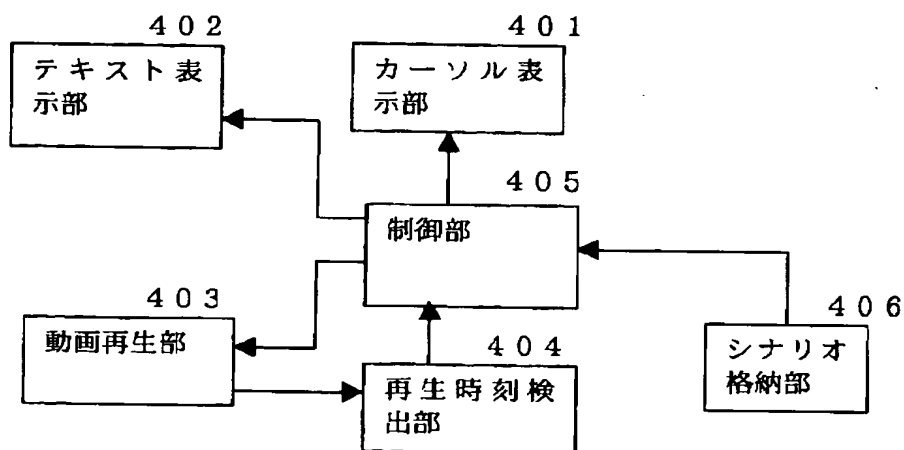 402
テキスト表
示部
401
カーソル表
示部
405
制御部
403
動画再生部
404
再生時刻検
出部
406
シナリオ
格納部